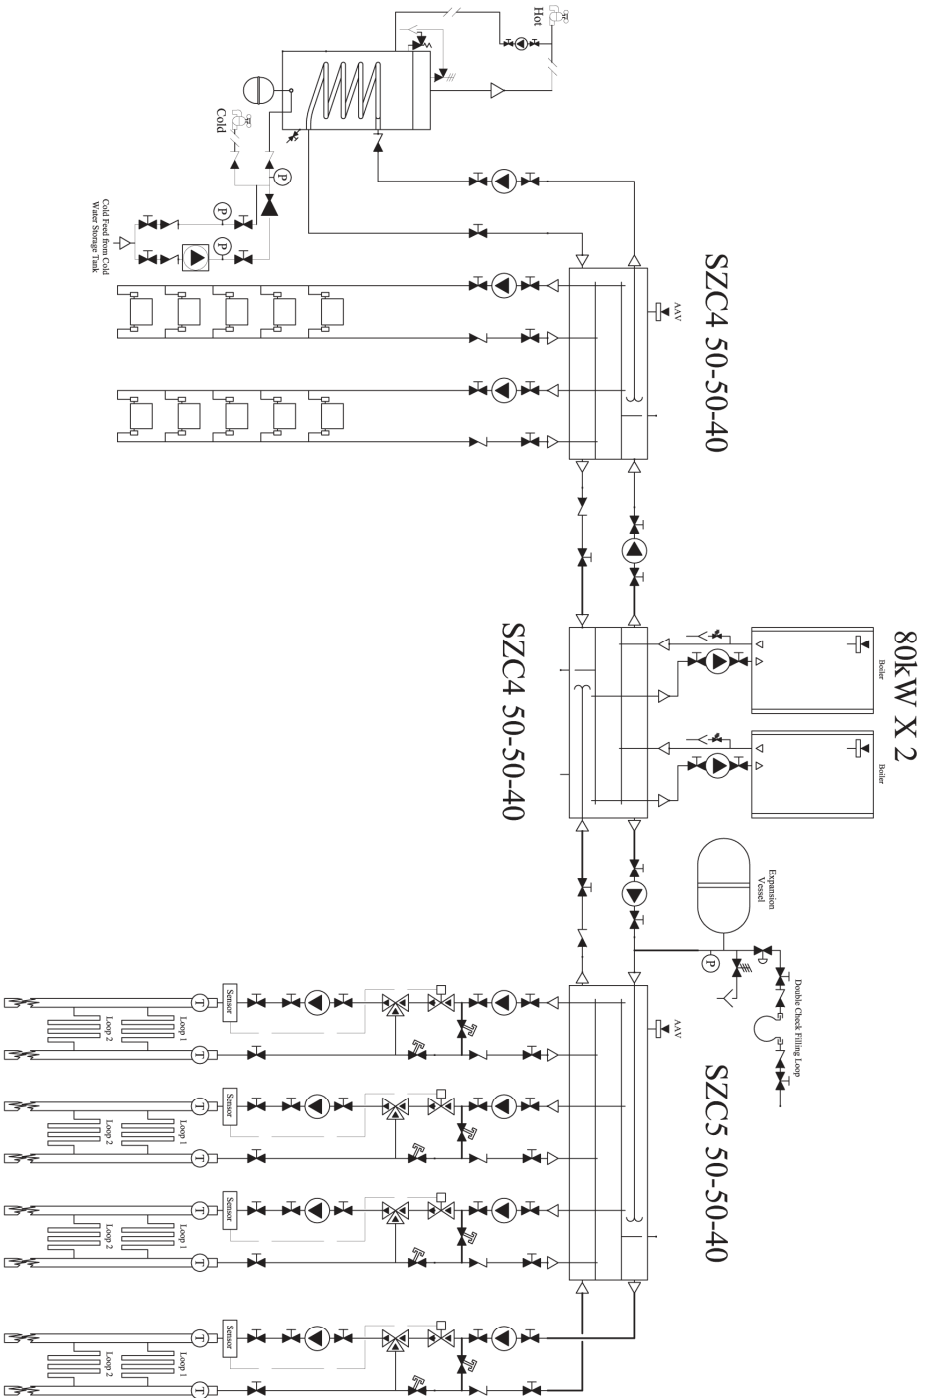 80kW X 2
Boiler
Boiler
Expansion
Vessel
P
Double Check Filling Loop
SZC4 50-50-40
AAV
SZC4 50-50-40
SZC5 50-50-40
AAV
Hot
Cold
P
P
P
Cold Feed from Cold
Water Storage Tank
Sensor
T
T
Loop 1
Loop 2
Sensor
T
T
Loop 1
Loop 2
Sensor
T
T
Loop 1
Loop 2
Sensor
T
T
Loop 1
Loop 2